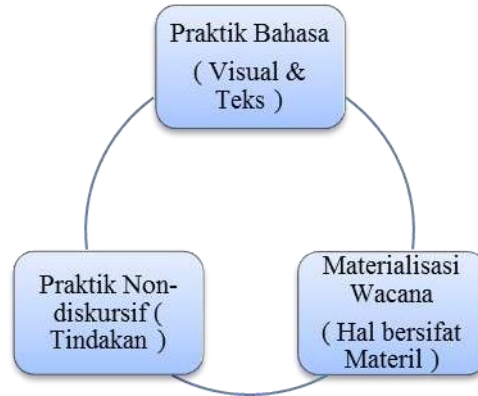 Praktik Bahasa
( Visual &
Teks )
Praktik Non-
diskursif (
Tindakan )
Materialisasi
Wacana
( Hal bersifat
Materil )